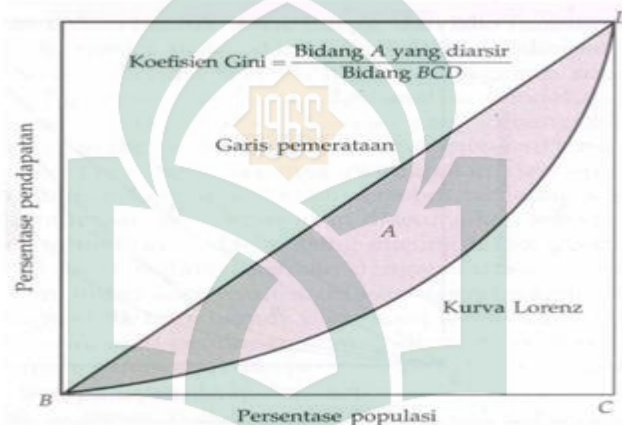 Koefisien Gini = Bidang A yang diarsir
Bidang BCD
1965
Garis pemerataan
Persentase pendapatan
A
Kurva Lorenz
B
C
Persentase populasi